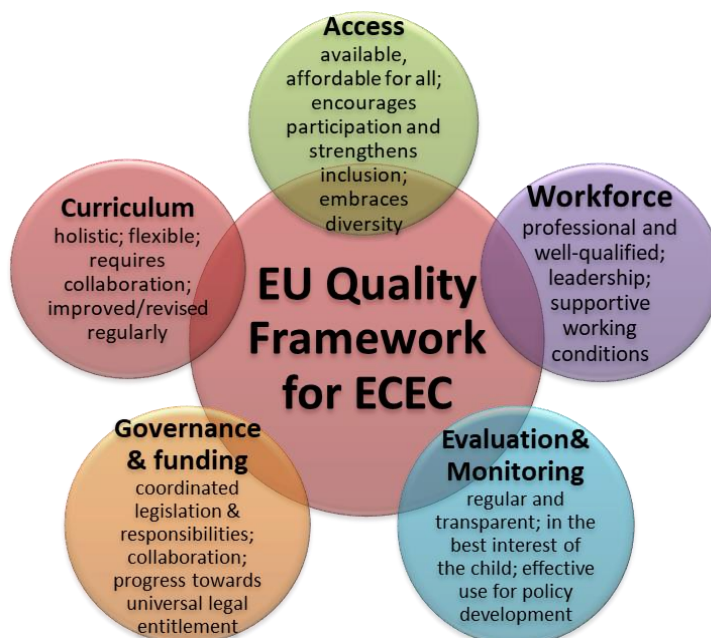 Access
available,
affordable for all;
encourages
participation and
strengthens
inclusion;
embraces
diversity
Curriculum
holistic; flexible;
requires
collaboration;
improved/revised
regularly
Workforce
professional and
well-qualified;
leadership;
supportive
working
conditions
EU Quality
Framework
for ECEC
Governance
& funding
coordinated
legislation &
responsibilities;
collaboration;
progress towards
universal legal
entitlement
Evaluation&
Monitoring
regular and
transparent; in the
best interest of
the child; effective
use for policy
development